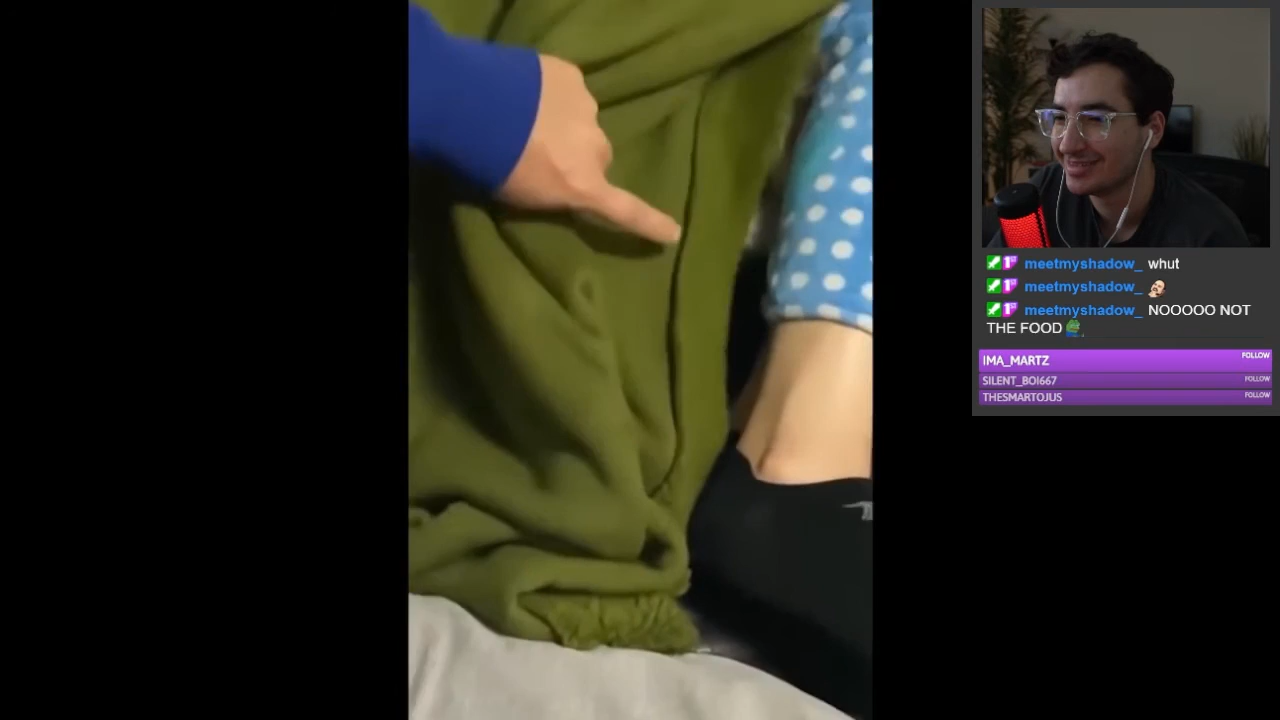 meetmyshadow_ whut
meetmyshadow_
meetmyshadow_ NOOOOO NOT
THE FOOD
IMA_MARTZ FOLLOW
SILENT_BOI667 FOLLOW
THESMARTOJUS FOLLOW